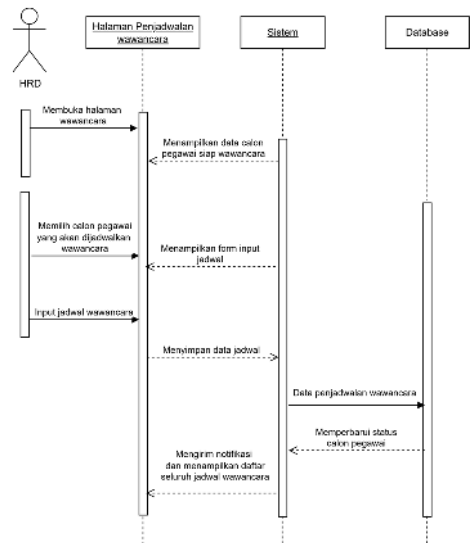 Halaman Penjadwalan
wawancara
Sistem
Database
HRD
Membuka halaman
wawancara
Menampilkan data calon
pegawai siap wawancara
Memilih calon pegawai
yang akan dijadwalkan
wawancara
Menampilkan form input
jadwal
Input jadwal wawancara
Menyimpan data jadwal
Data penjadwalan wawancara
Memperbarui status
calon pegawai
Mengirim notifikasi
dan menampilkan daftar
seluruh jadwal wawancara